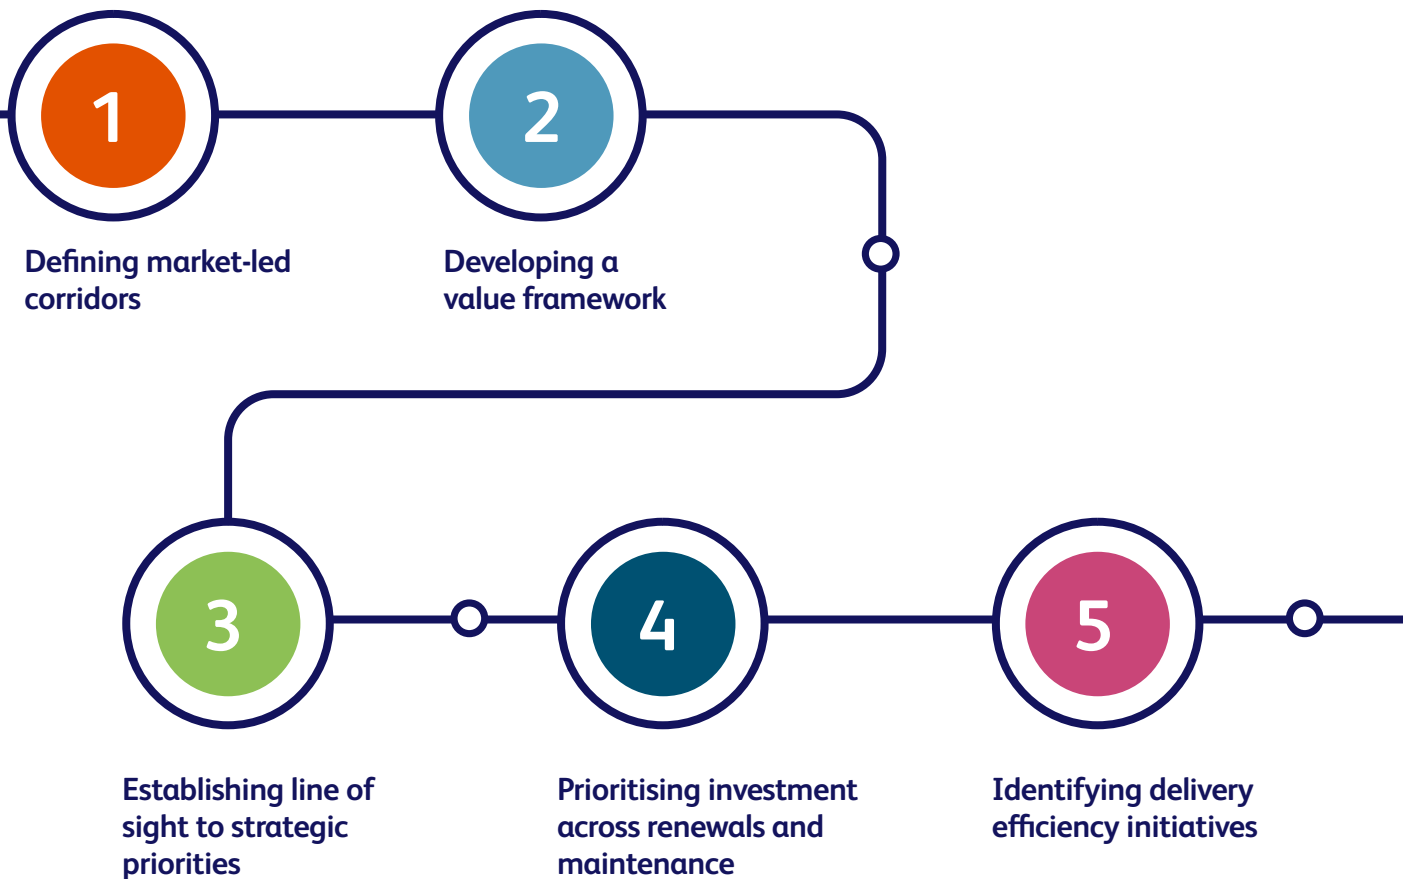 1
2
Defining market-led
corridors
Developing a
value framework
3
4
5
Establishing line of
sight to strategic
priorities
Prioritising investment
across renewals and
maintenance
Identifying delivery
efficiency initiatives